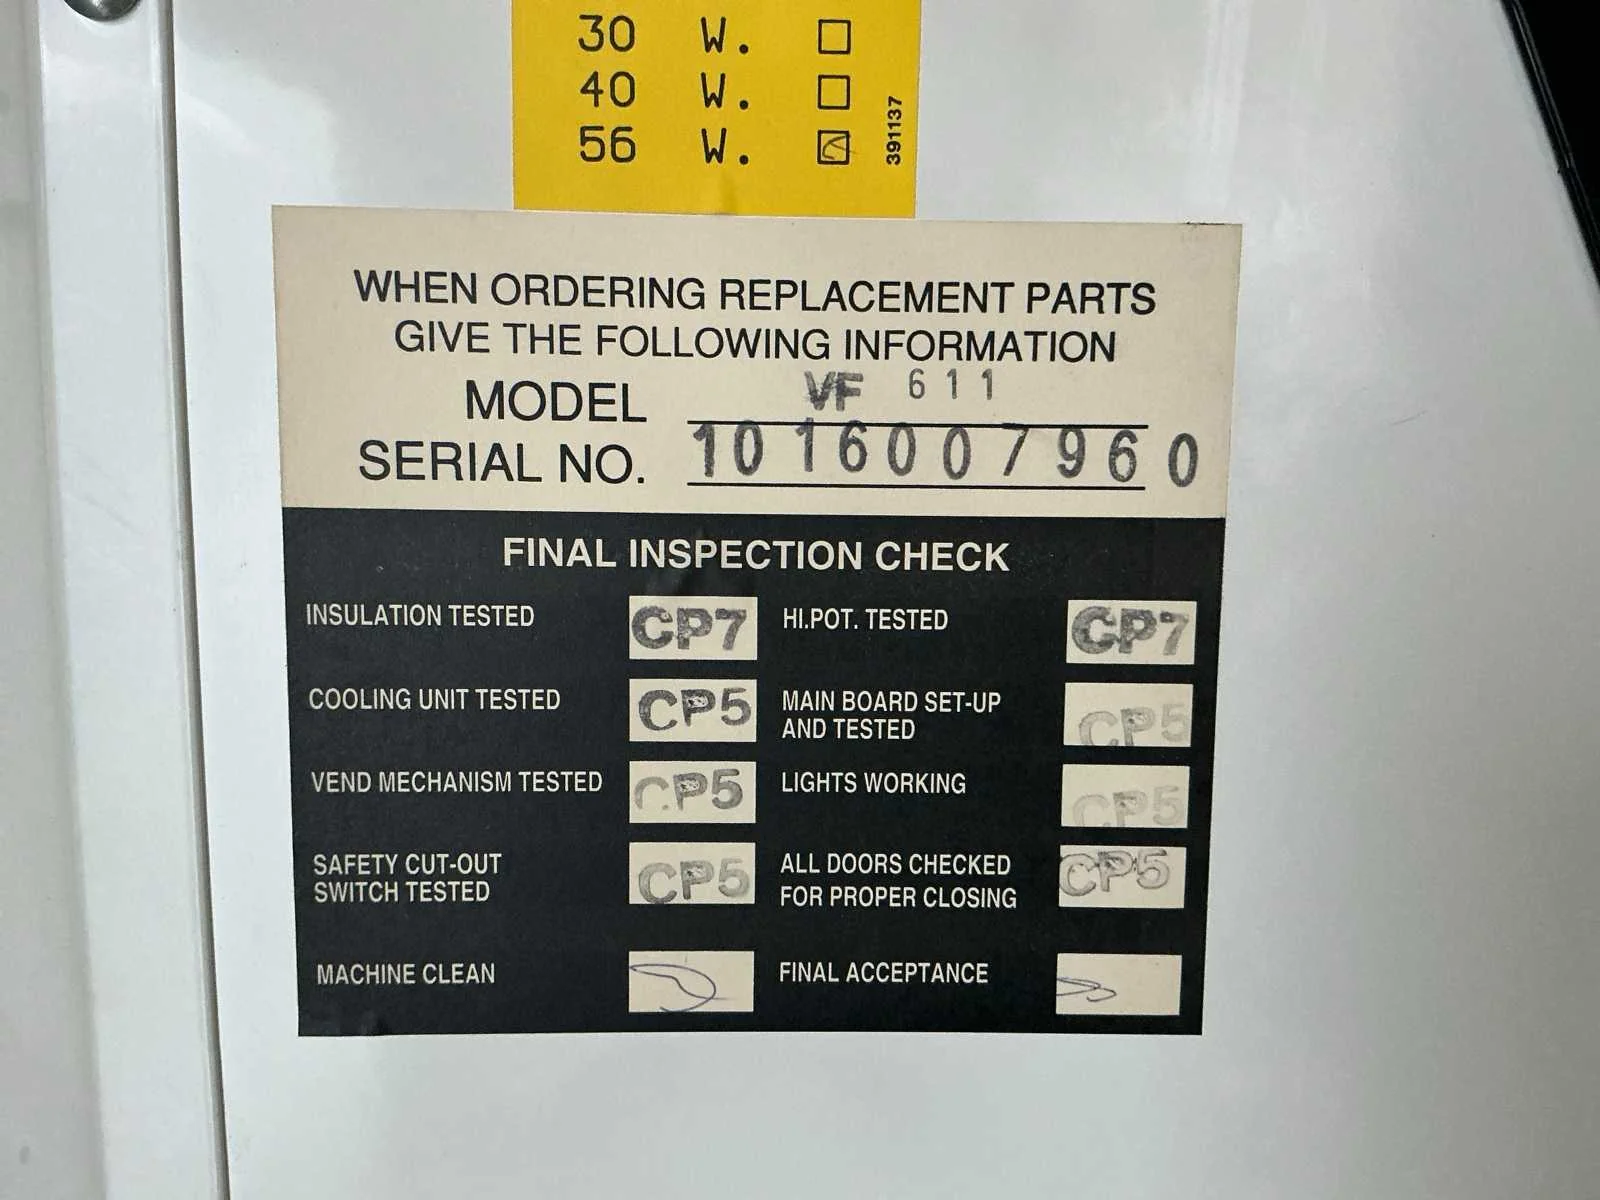 30 W.
40 W.
56 W.
391137
WHEN ORDERING REPLACEMENT PARTS
GIVE THE FOLLOWING INFORMATION
MODEL VF 611
SERIAL NO. 1016007960
FINAL INSPECTION CHECK
INSULATION TESTED CP7 HI.POT. TESTED CP7
COOLING UNIT TESTED CP5 MAIN BOARD SET-UP
AND TESTED CP5
VEND MECHANISM TESTED CP5 LIGHTS WORKING CP5
SAFETY CUT-OUT
SWITCH TESTED CP5 ALL DOORS CHECKED
FOR PROPER CLOSING CP5
MACHINE CLEAN FINAL ACCEPTANCE